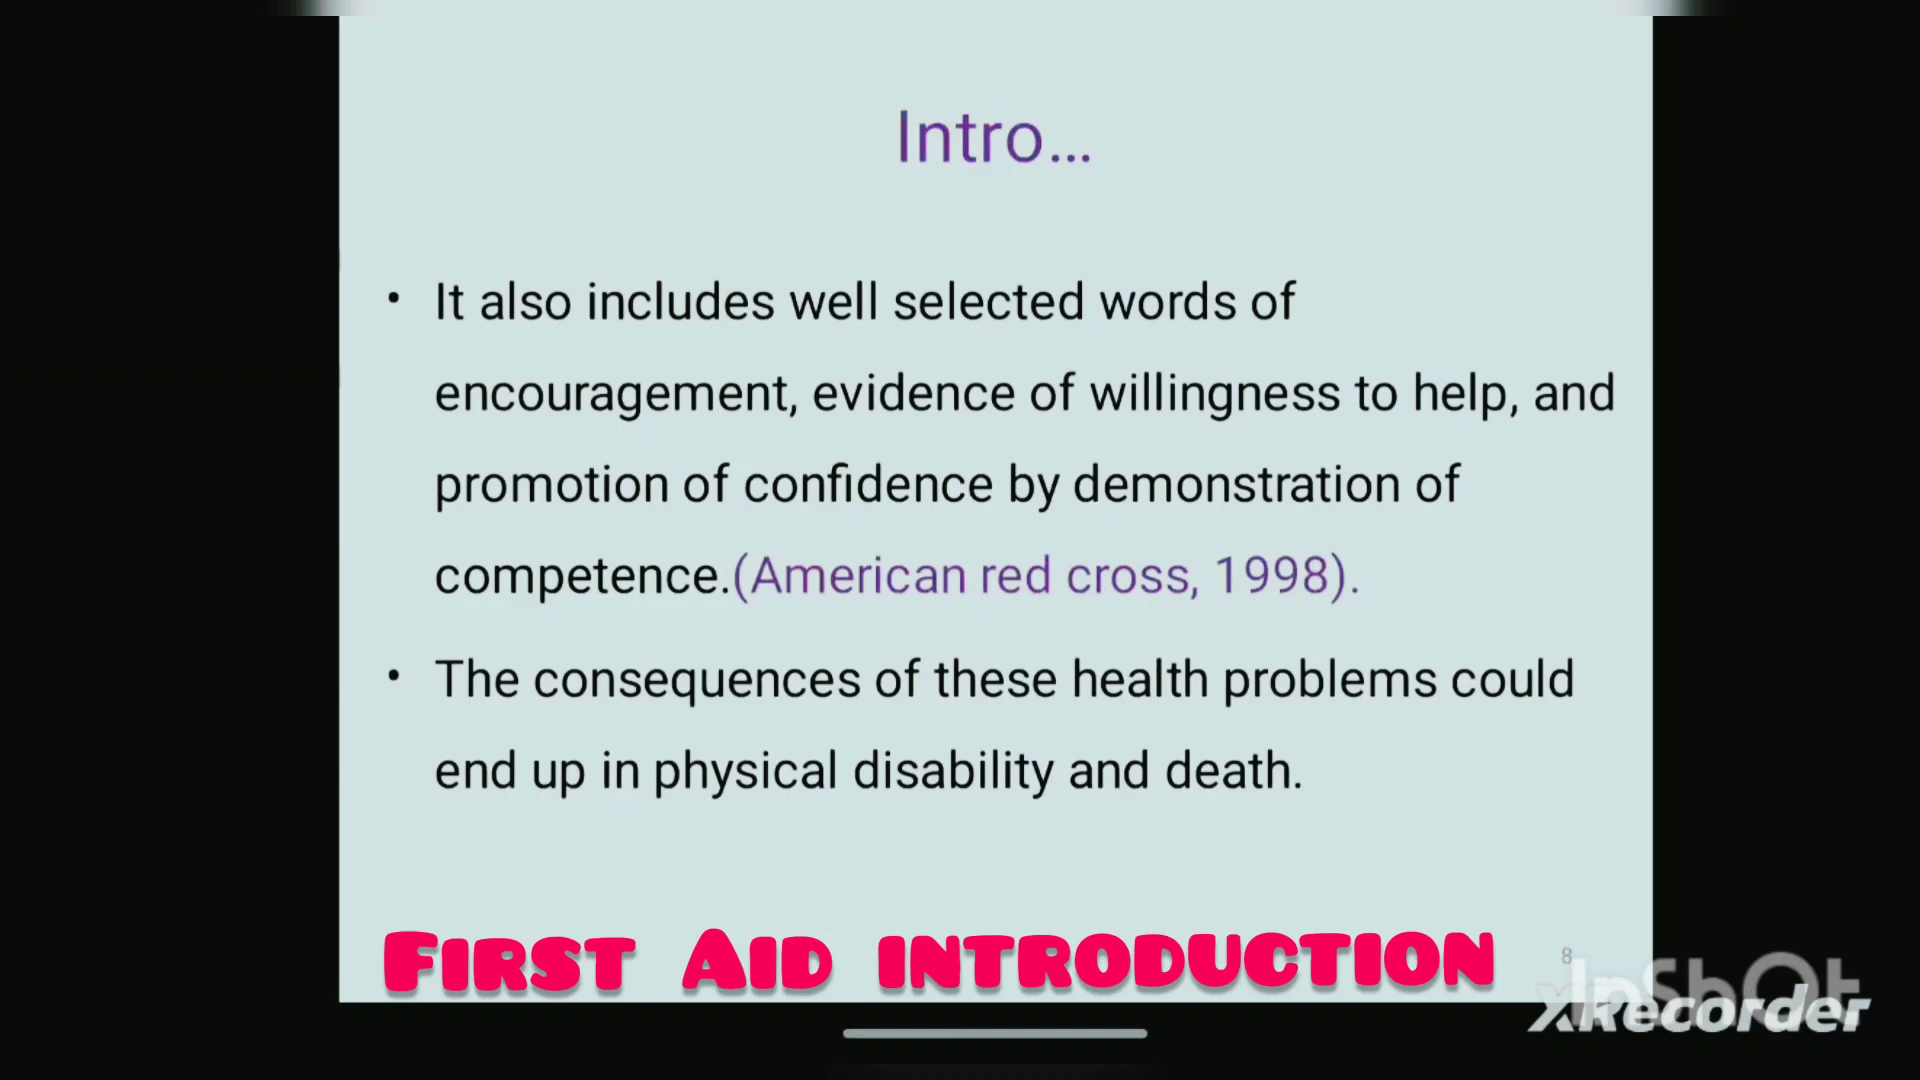 Intro...
• It also includes well selected words of
encouragement, evidence of willingness to help, and
promotion of confidence by demonstration of
competence.(American red cross, 1998).
• The consequences of these health problems could
end up in physical disability and death.
FIRST AID INTRODUCTION
8
InShOt
XRecorder